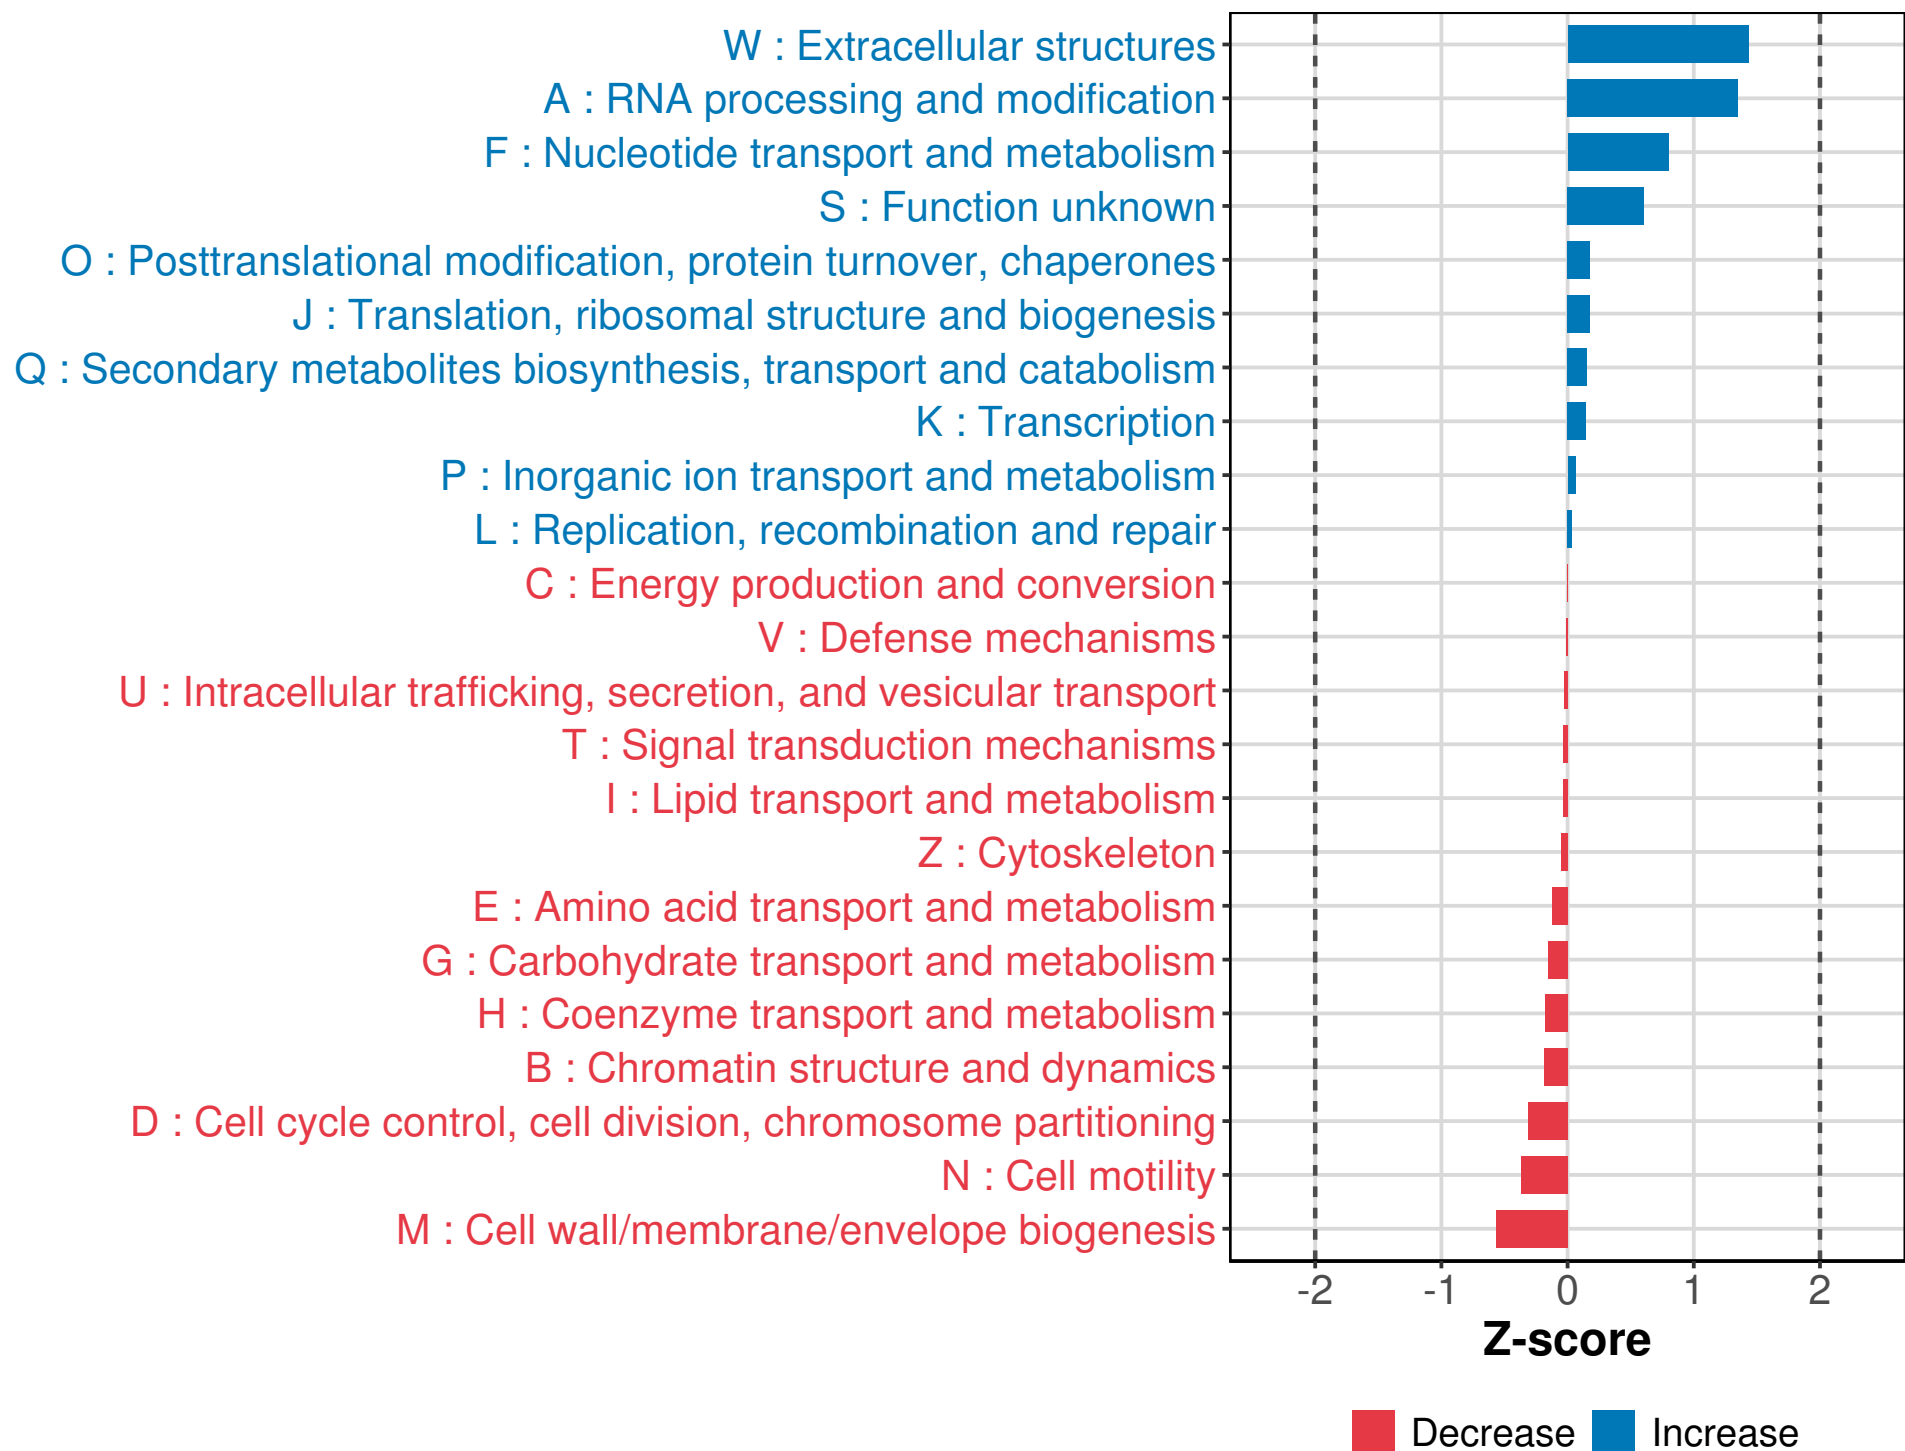 W : Extracellular structures
A : RNA processing and modification
F : Nucleotide transport and metabolism
S : Function unknown
O : Posttranslational modification, protein turnover, chaperones
J : Translation, ribosomal structure and biogenesis
Q : Secondary metabolites biosynthesis, transport and catabolism
K : Transcription
P : Inorganic ion transport and metabolism
L : Replication, recombination and repair
C : Energy production and conversion
V : Defense mechanisms
U : Intracellular trafficking, secretion, and vesicular transport
T : Signal transduction mechanisms
I : Lipid transport and metabolism
Z : Cytoskeleton
E : Amino acid transport and metabolism
G : Carbohydrate transport and metabolism
H : Coenzyme transport and metabolism
B : Chromatin structure and dynamics
D : Cell cycle control, cell division, chromosome partitioning
N : Cell motility
M : Cell wall/membrane/envelope biogenesis
-2 -1 0 1 2
Z-score
Decrease Increase